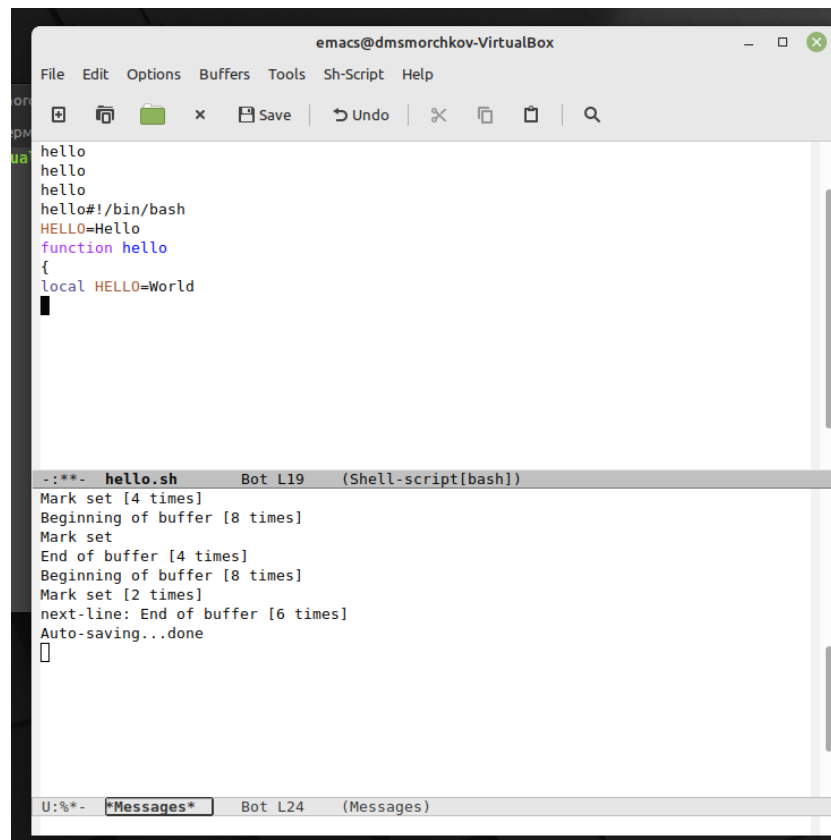 emacs@dmsmorchkov-VirtualBox
File Edit Options Buffers Tools Sh-Script Help
Save Undo
hello
hello
hello
hello#!/bin/bash
HELLO=Hello
function hello
{
local HELLO=World
-:**- hello.sh Bot L19 (Shell-script[bash])
Mark set [4 times]
Beginning of buffer [8 times]
Mark set
End of buffer [4 times]
Beginning of buffer [8 times]
Mark set [2 times]
next-line: End of buffer [6 times]
Auto-saving...done
U:%*- *Messages* Bot L24 (Messages)